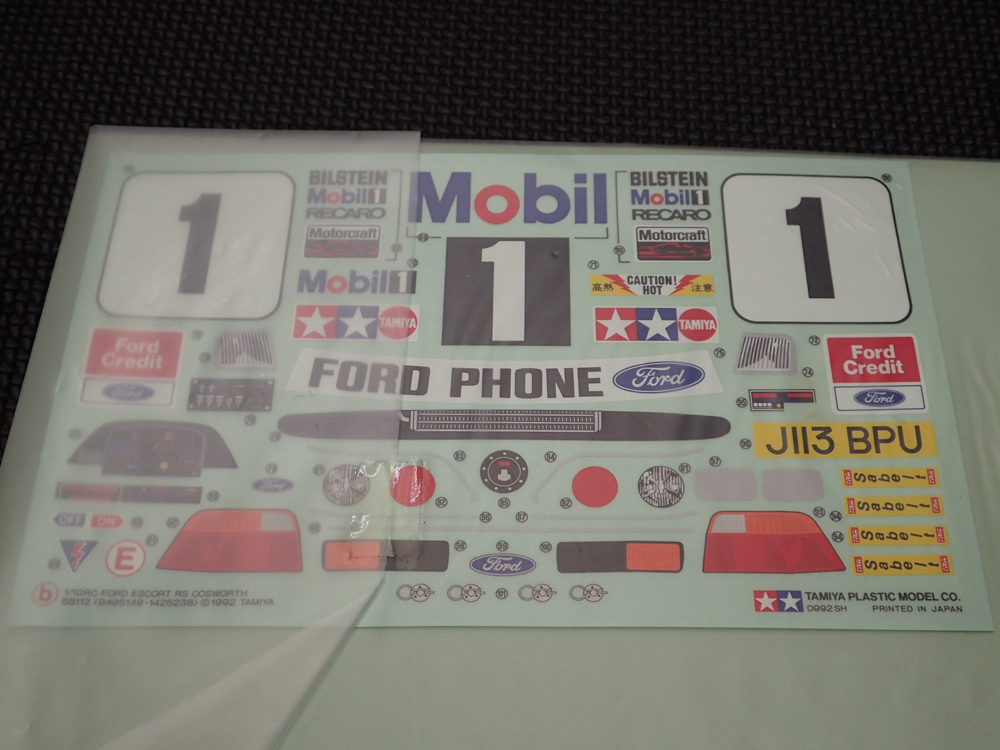 1
BILSTEIN
Mobil 1
RECARO
Motorcraft
Mobil
BILSTEIN
Mobil 1
RECARO
Motorcraft
1
1
Mobil 1
CAUTION!
HOT
高熱
注意
TAMIYA
TAMIYA
Ford
Credit
Ford
FORD PHONE
Ford
Ford
Credit
Ford
J113 BPU
Ford
Sabelt
Sabelt
Sabelt
Sabelt
OFF
ON
E
Ford
b
1/10RC FORD ESCORT RS COSWORTH
58112 (9495149-1425238) ©1992 TAMIYA
TAMIYA PLASTIC MODEL CO.
0992 SH PRINTED IN JAPAN